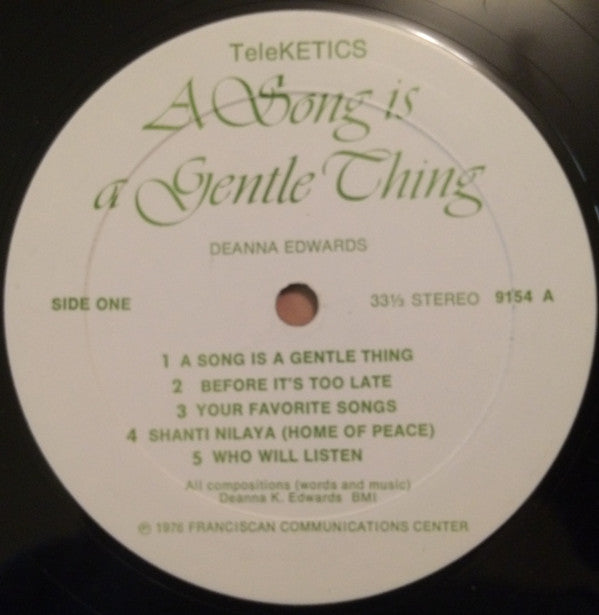 TeleKETICS
A Song is
a Gentle Thing
DEANNA EDWARDS
SIDE ONE 33⅓ STEREO 9154 A
1 A SONG IS A GENTLE THING
2 BEFORE IT'S TOO LATE
3 YOUR FAVORITE SONGS
4 SHANTI NILAYA (HOME OF PEACE)
5 WHO WILL LISTEN
All compositions (words and music)
Deanna K. Edwards BMI
℗ 1976 FRANCISCAN COMMUNICATIONS CENTER